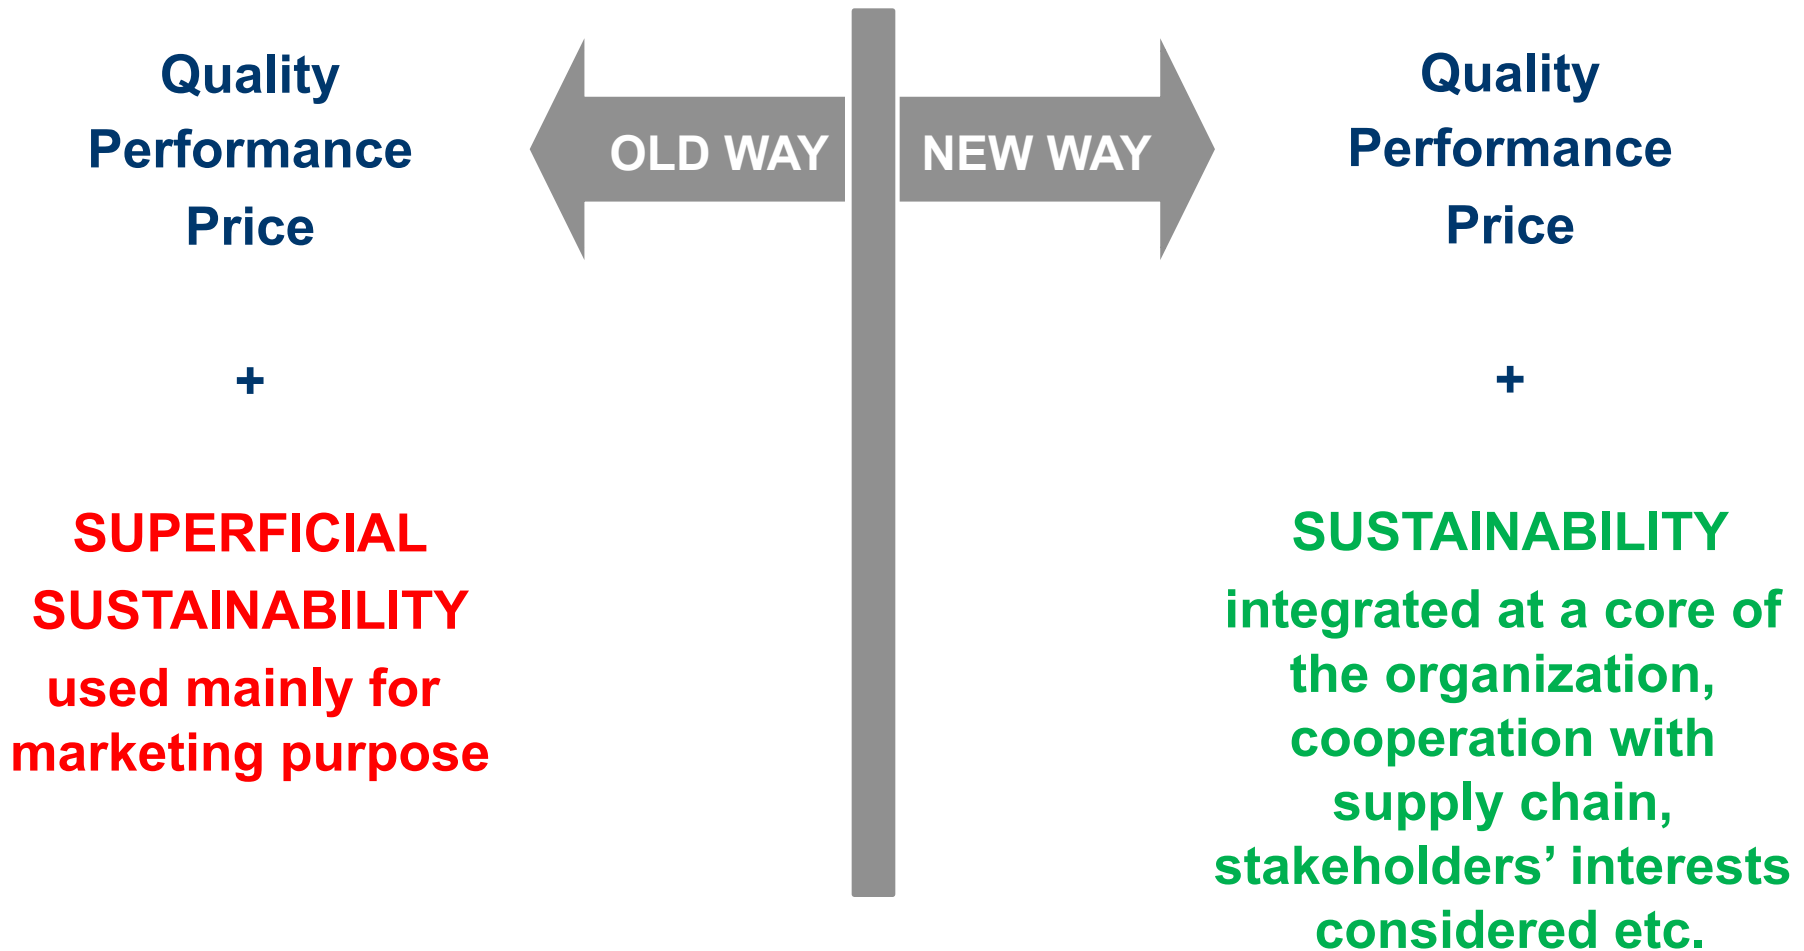 Quality
Performance
Price
+
SUPERFICIAL
SUSTAINABILITY
used mainly for
marketing purpose
OLD WAY
NEW WAY
Quality
Performance
Price
+
SUSTAINABILITY
integrated at a core of
the organization,
cooperation with
supply chain,
stakeholders’ interests
considered etc.